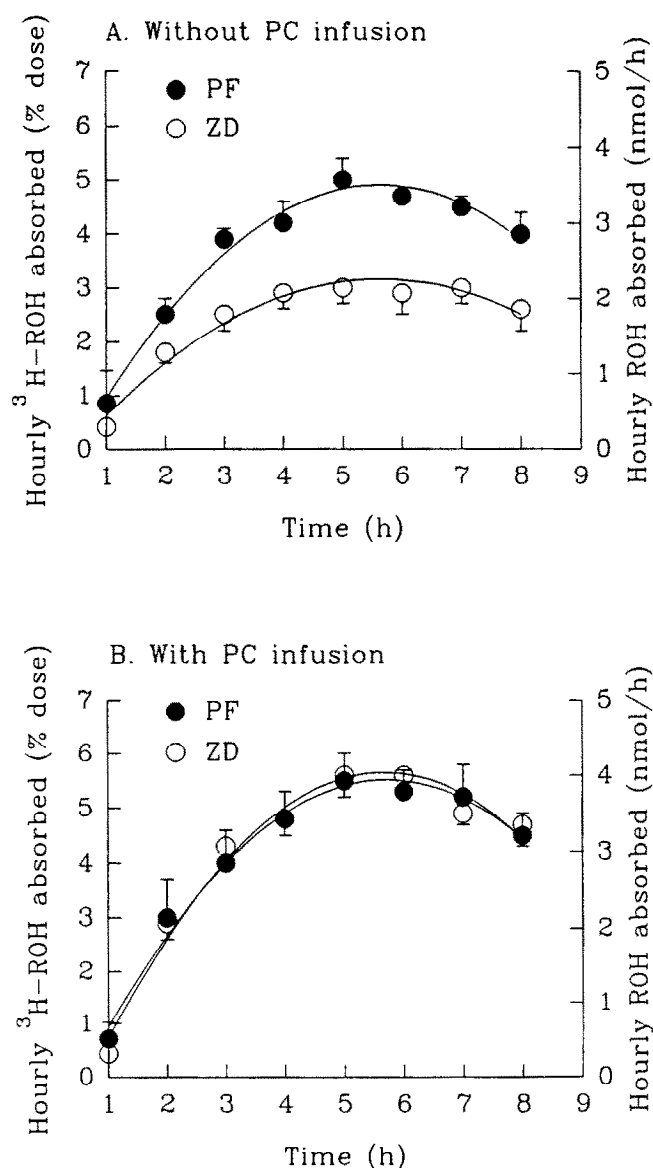 A. Without PC infusion
Hourly ³H-ROH absorbed (% dose)
7
6
5
4
3
2
1
0
PF
ZD
5
4
3
2
1
0
Hourly ROH absorbed (nmol/h)
1 2 3 4 5 6 7 8 9
Time (h)
B. With PC infusion
Hourly ³H-ROH absorbed (% dose)
7
6
5
4
3
2
1
0
PF
ZD
5
4
3
2
1
0
Hourly ROH absorbed (nmol/h)
1 2 3 4 5 6 7 8 9
Time (h)